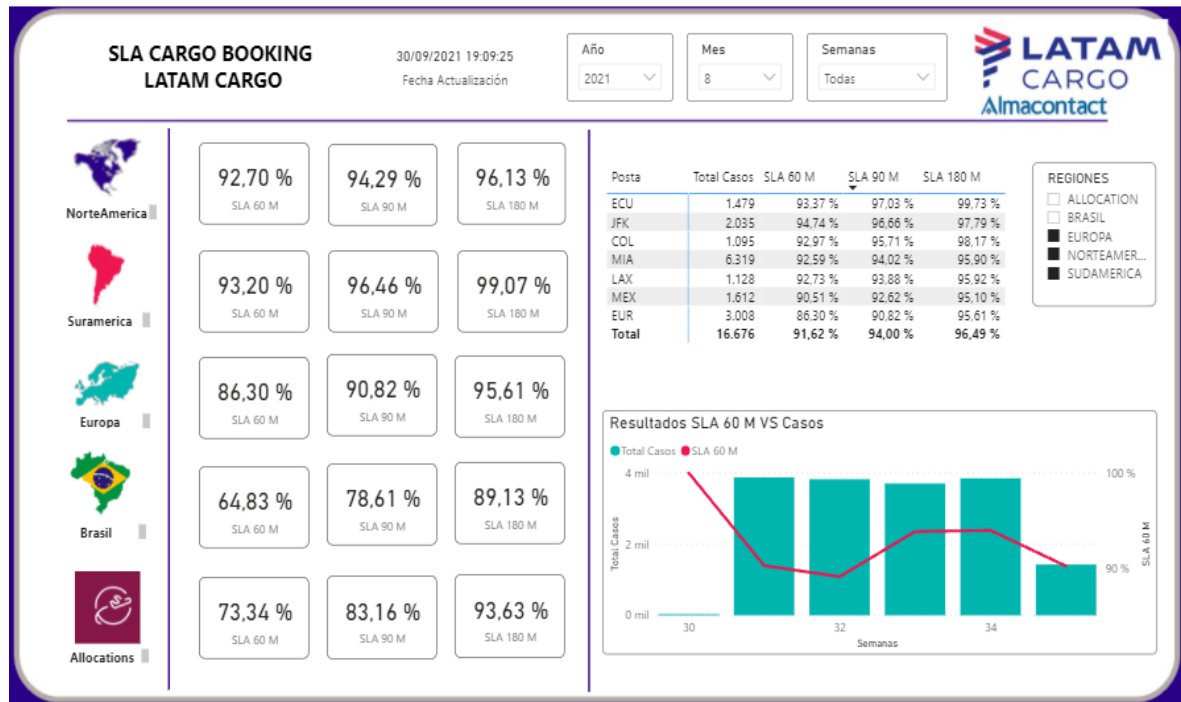 SLA CARGO BOOKING
LATAM CARGO
30/09/2021 19:09:25
Fecha Actualización
Año
2021
Mes
8
Semanas
Todas
LATAM
CARGO
Almacontact
NorteAmerica
92,70 %
SLA 60 M
94,29 %
SLA 90 M
96,13 %
SLA 180 M
Suramerica
93,20 %
SLA 60 M
96,46 %
SLA 90 M
99,07 %
SLA 180 M
Europa
86,30 %
SLA 60 M
90,82 %
SLA 90 M
95,61 %
SLA 180 M
Brasil
64,83 %
SLA 60 M
78,61 %
SLA 90 M
89,13 %
SLA 180 M
Allocations
73,34 %
SLA 60 M
83,16 %
SLA 90 M
93,63 %
SLA 180 M
Posta Total Casos SLA 60 M SLA 90 M SLA 180 M
ECU 1.479 93,37 % 97,03 % 99,73 %
JFK 2.035 94,74 % 96,66 % 97,79 %
COL 1.095 92,97 % 95,71 % 98,17 %
MIA 6.319 92,59 % 94,02 % 95,90 %
LAX 1.128 92,73 % 93,88 % 95,92 %
MEX 1.612 90,51 % 92,62 % 95,10 %
EUR 3.008 86,30 % 90,82 % 95,61 %
Total 16.676 91,62 % 94,00 % 96,49 %
REGIONES
ALLOCATION
BRASIL
EUROPA
NORTEAMER...
SUDAMERICA
Resultados SLA 60 M VS Casos
Total Casos SLA 60 M
4 mil
2 mil
0 mil
Total Casos
100 %
90 %
SLA 60 M
30 32 34
Semanas